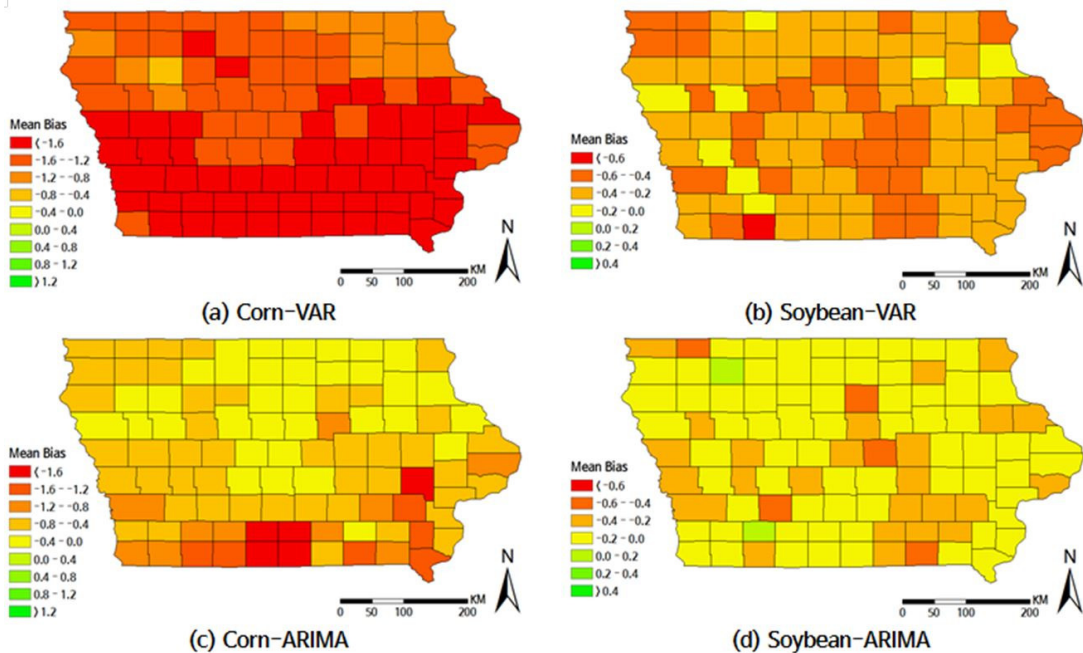 Mean Bias
⟨ -1.6
-1.6 - -1.2
-1.2 - -0.8
-0.8 - -0.4
-0.4 - 0.0
0.0 - 0.4
0.4 - 0.8
0.8 - 1.2
⟩ 1.2
N
KM
0 50 100 200
(a) Corn-VAR
Mean Bias
⟨ -0.6
-0.6 - -0.4
-0.4 - -0.2
-0.2 - 0.0
0.0 - 0.2
0.2 - 0.4
⟩ 0.4
N
KM
0 50 100 200
(b) Soybean-VAR
Mean Bias
⟨ -1.6
-1.6 - -1.2
-1.2 - -0.8
-0.8 - -0.4
-0.4 - 0.0
0.0 - 0.4
0.4 - 0.8
0.8 - 1.2
⟩ 1.2
N
KM
0 50 100 200
(c) Corn-ARIMA
Mean Bias
⟨ -0.6
-0.6 - -0.4
-0.4 - -0.2
-0.2 - 0.0
0.0 - 0.2
0.2 - 0.4
⟩ 0.4
N
KM
0 50 100 200
(d) Soybean-ARIMA